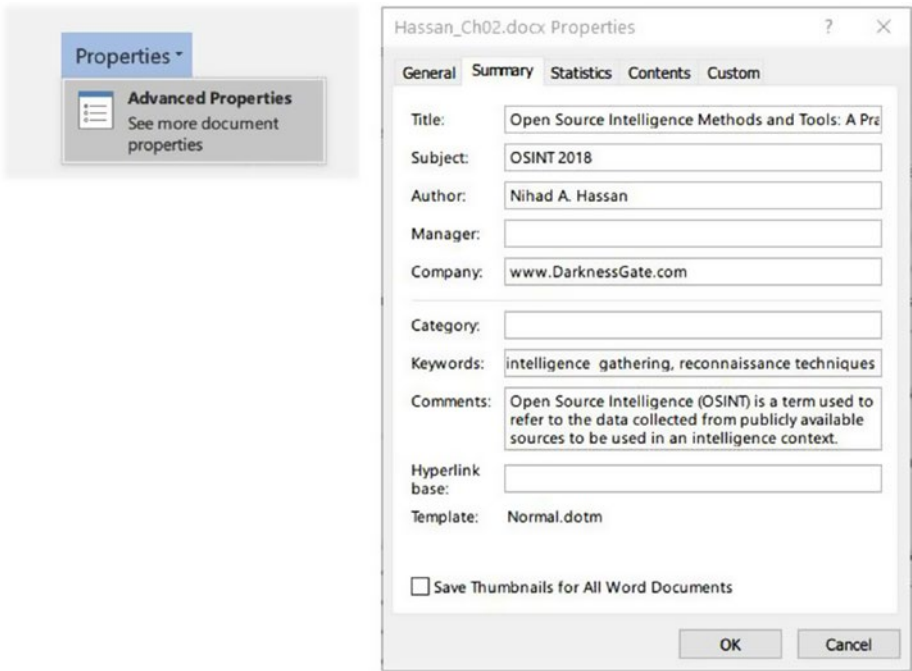 Properties
Advanced Properties
See more document
properties
Hassan_Ch02.docx Properties
? ×
General Summary Statistics Contents Custom
Title: Open Source Intelligence Methods and Tools: A Pra
Subject: OSINT 2018
Author: Nihad A. Hassan
Manager:
Company: www.DarknessGate.com
Category:
Keywords: intelligence gathering, reconnaissance techniques
Comments: Open Source Intelligence (OSINT) is a term used to
refer to the data collected from publicly available
sources to be used in an intelligence context.
Hyperlink
base:
Template: Normal.dotm
Save Thumbnails for All Word Documents
OK Cancel